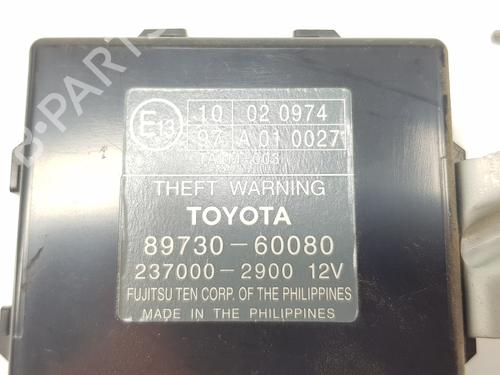 E13
10 02 0974
97 A 01 0027
THEFT WARNING
TOYOTA
89730-60080
237000-2900 12V
FUJITSU TEN CORP. OF THE PHILIPPINES
MADE IN THE PHILIPPINES